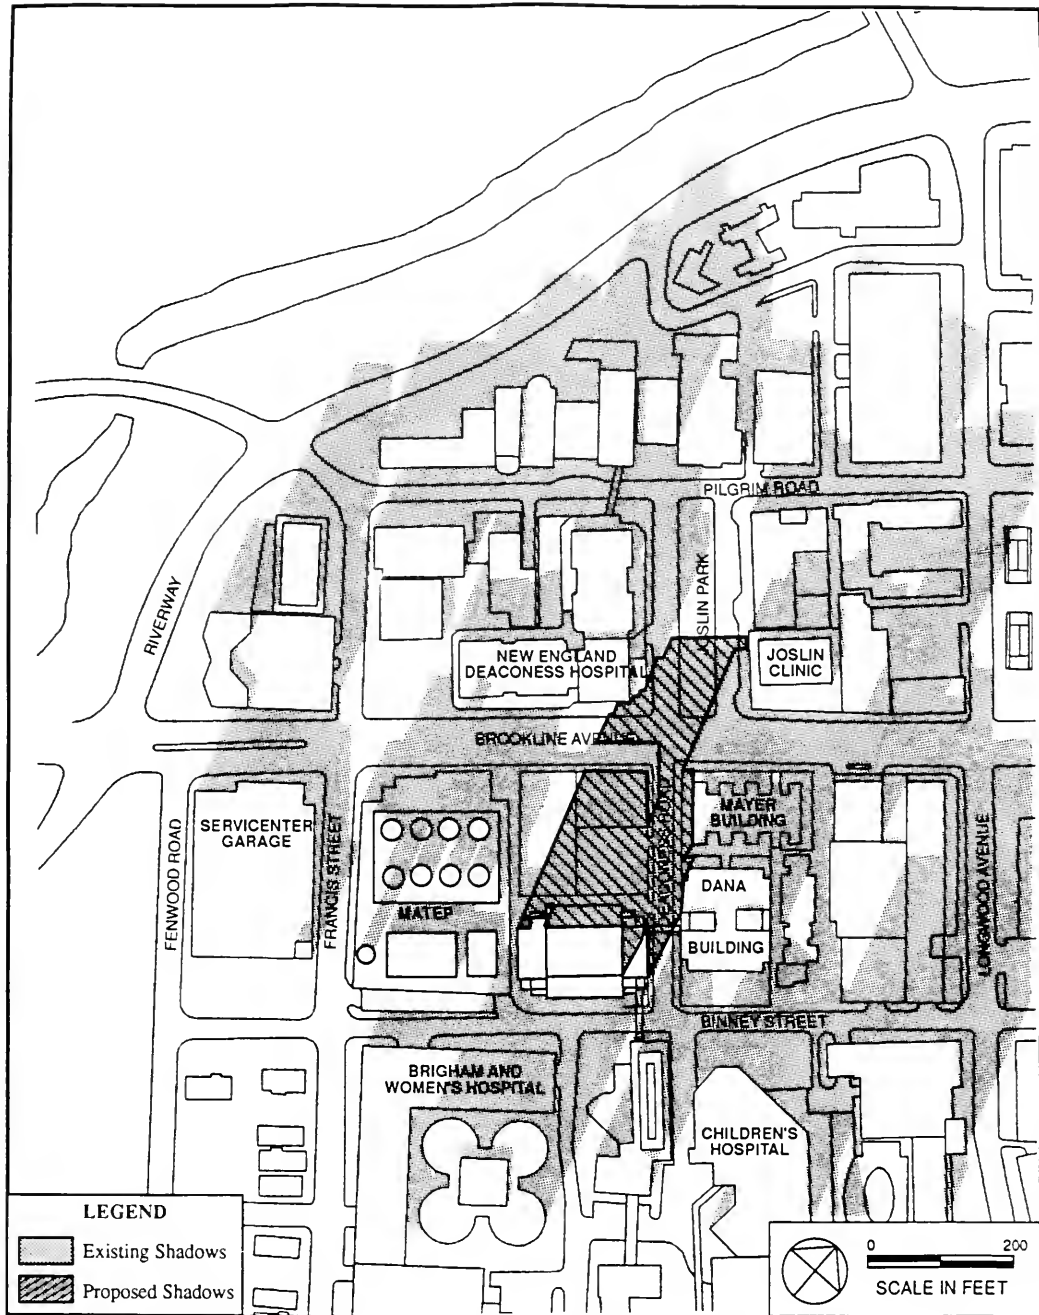 PILGRIM ROAD
JOSLIN PARK
RIVERWAY
NEW ENGLAND
DEACONESS HOSPITAL
JOSLIN
CLINIC
BROOKLINE AVENUE
SERVICENTER
GARAGE
FENWOOD ROAD
FRANCIS STREET
MATEP
DEACONESS ROAD
MAYER
BUILDING
DANA
BUILDING
LONGWOOD AVENUE
BINNEY STREET
BRIGHAM AND
WOMEN'S HOSPITAL
CHILDREN'S
HOSPITAL
LEGEND
Existing Shadows
Proposed Shadows
0 200
SCALE IN FEET